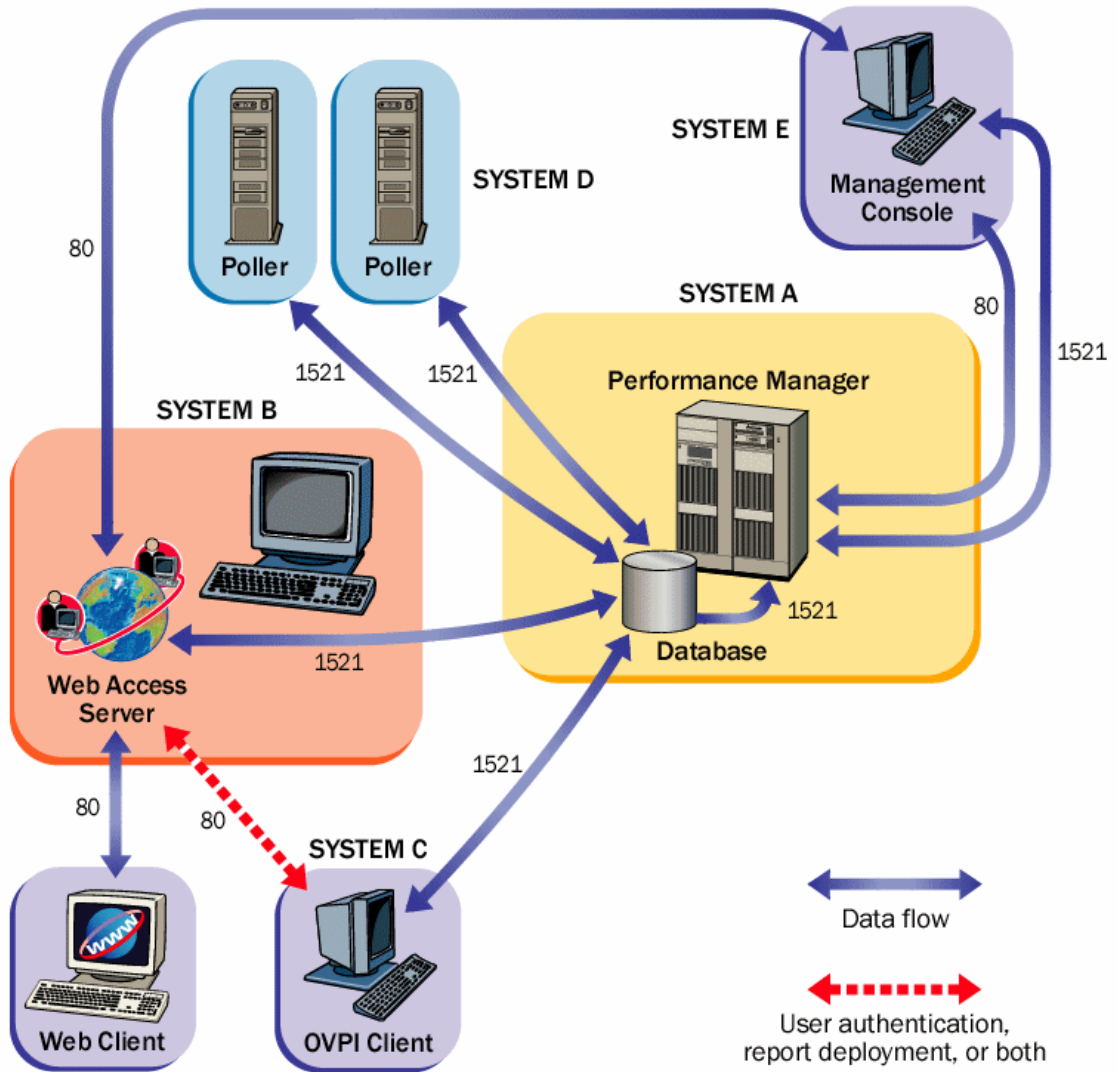 SYSTEM E
Management
Console
SYSTEM D
Poller
Poller
80
SYSTEM A
80
1521
1521
1521
Performance Manager
SYSTEM B
1521
Database
1521
Web Access
Server
1521
80
80
SYSTEM C
WWW
Web Client
OVPI Client
Data flow
User authentication,
report deployment, or both